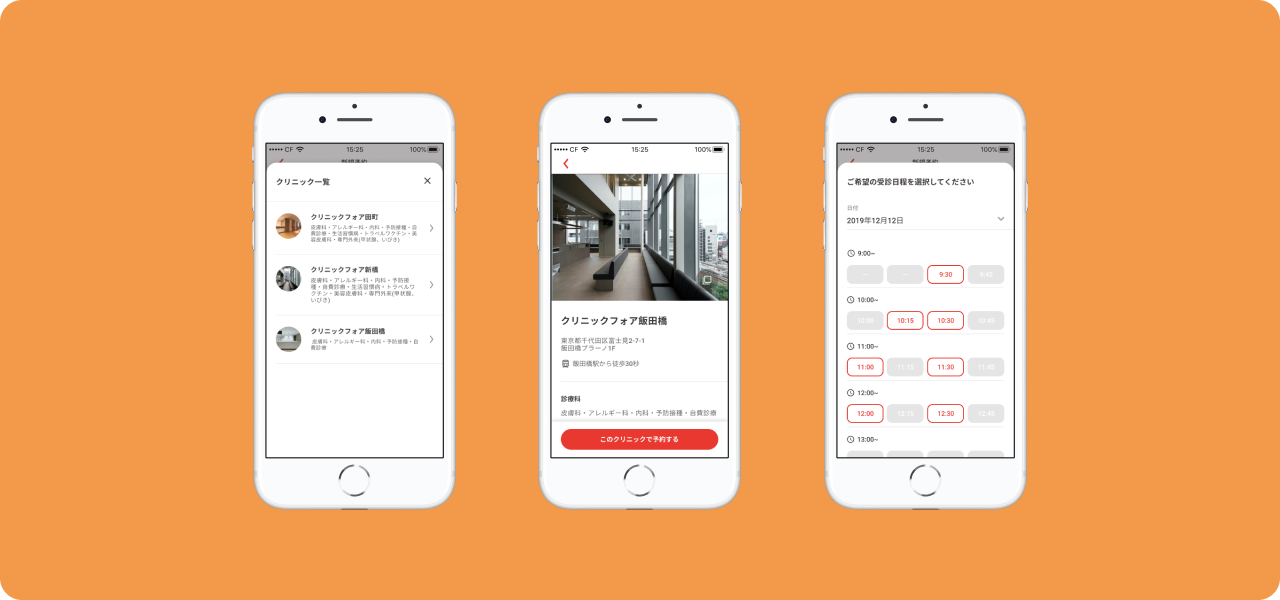 CF
15:25
100%
クリニック一覧
クリニックフォア田町
皮膚科・アレルギー科・内科・予防接種・自
費診療・生活習慣病・トラベルワクチン・美
容皮膚科・専門外来(甲状腺、いびき)
クリニックフォア新橋
皮膚科・アレルギー科・内科・予防接
種・自費診療・生活習慣病・トラベルワ
クチン・美容皮膚科・専門外来(甲状腺、
いびき)
クリニックフォア飯田橋
皮膚科・アレルギー科・内科・予防接種・自
費診療
CF
15:25
100%
クリニックフォア飯田橋
東京都千代田区富士見2-7-1
飯田橋プラーノ1F
飯田橋駅から徒歩30秒
診療科
皮膚科・アレルギー科・内科・予防接種・自費診療
このクリニックで予約する
CF
15:25
100%
ご希望の受診日程を選択してください
日付
2019年12月12日
9:00~
- - 9:30 9:45
10:00~
10:00 10:15 10:30 10:45
11:00~
11:00 11:15 11:30 11:45
12:00~
12:00 12:15 12:30 12:45
13:00~